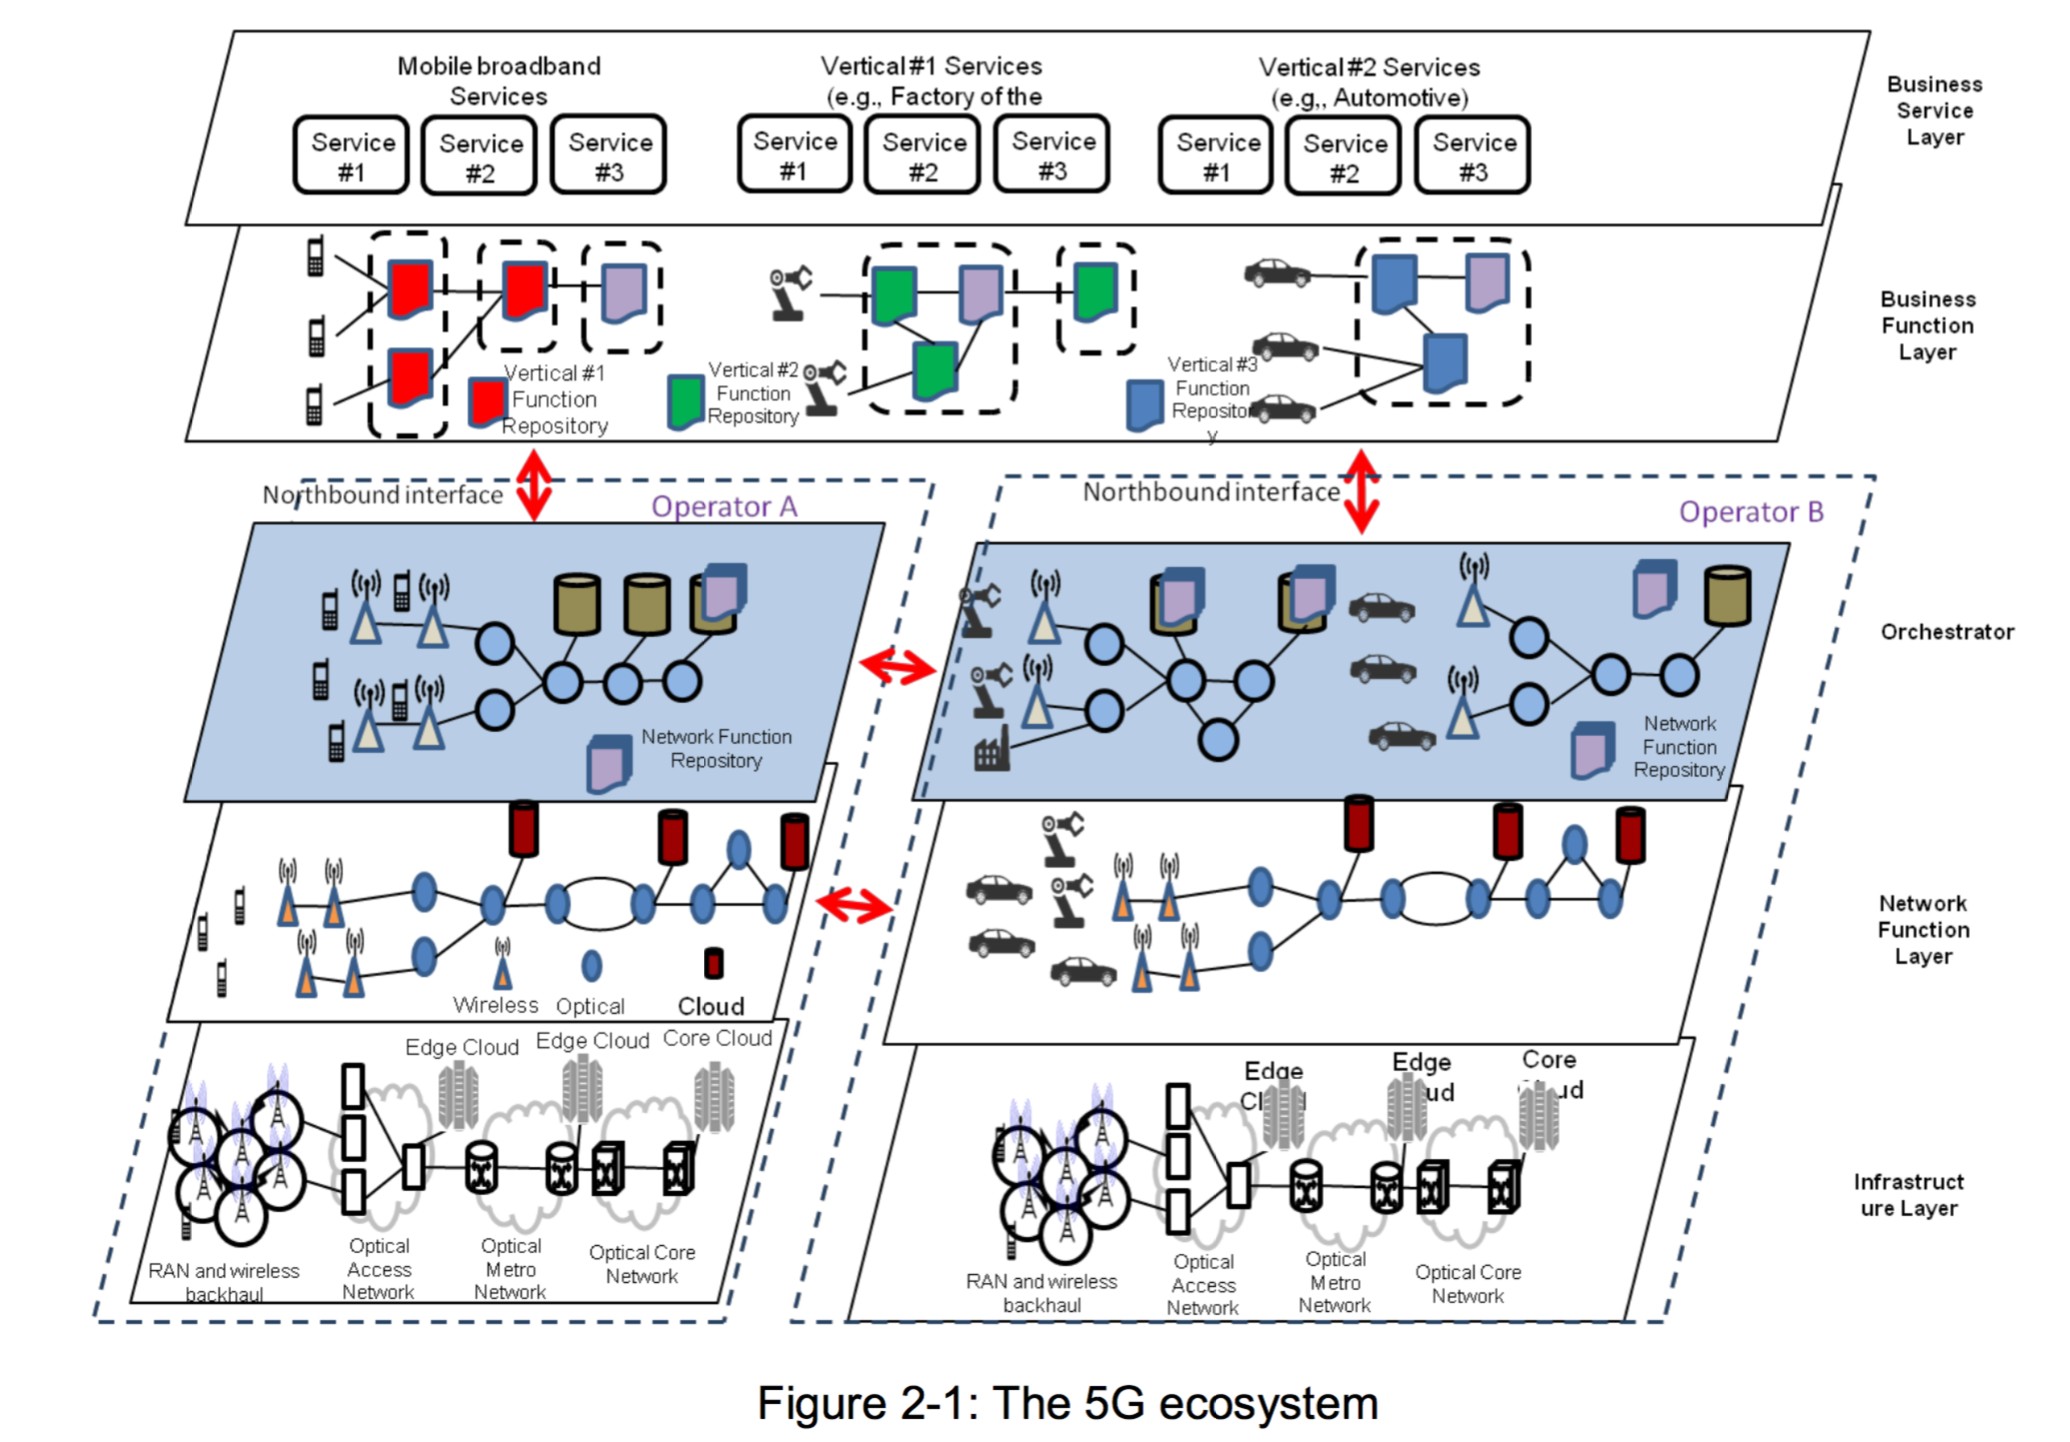 Mobile broadband
Services
Service
#1
Service
#2
Service
#3
Vertical #1 Services
(e.g., Factory of the
Service
#1
Service
#2
Service
#3
Vertical #2 Services
(e.g,, Automotive)
Service
#1
Service
#2
Service
#3
Business
Service
Layer
Vertical #1
Function
Repository
Vertical #2
Function
Repository
Vertical #3
Function
Repositor
y
Business
Function
Layer
Northbound interface
Operator A
Northbound interface
Operator B
Network Function
Repository
Network
Function
Repository
Orchestrator
Wireless
Optical
Cloud
Network
Function
Layer
Edge Cloud
Edge Cloud
Core Cloud
RAN and wireless
backhaul
Optical
Access
Network
Optical
Metro
Network
Optical Core
Network
Edge
Cl d
Edge
ud
Core
C ud
RAN and wireless
backhaul
Optical
Access
Network
Optical
Metro
Network
Optical Core
Network
Infrastruct
ure Layer
Figure 2-1: The 5G ecosystem